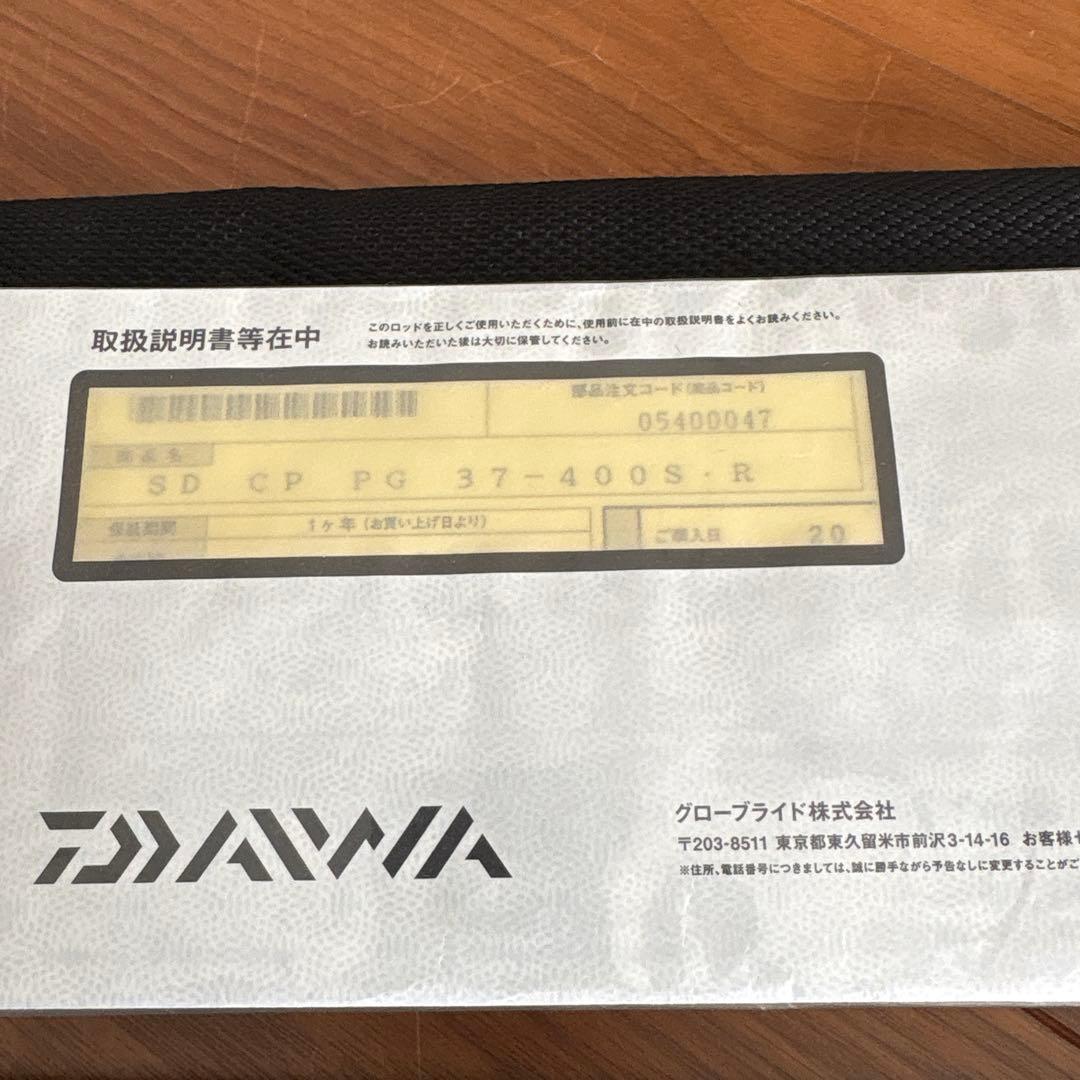 取扱説明書等在中
このロッドを正しくご使用いただくために、使用前に在中の取扱説明書をよくお読みください。
お読みいただいた後は大切に保管してください。
部品注文コード(商品コード)
05400047
商品名
SD CP PG 37-400S・R
保証期間
1ヶ年(お買い上げ日より)
ご購入日
20
DAIWA
グローブライド株式会社
〒203-8511 東京都東久留米市前沢3-14-16 お客様
※住所、電話番号につきましては、誠に勝手ながら予告なしに変更することがご